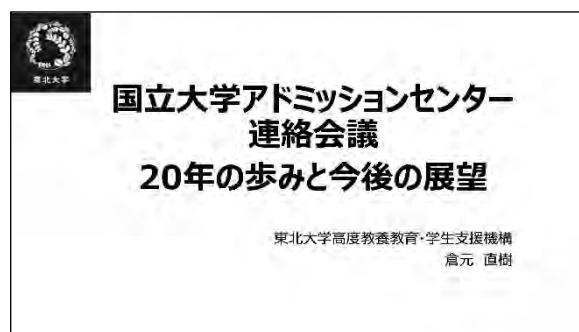 東北大学
国立大学アドミッションセンター
連絡会議
20年の歩みと今後の展望
東北大学高度教養教育・学生支援機構
倉元 直樹